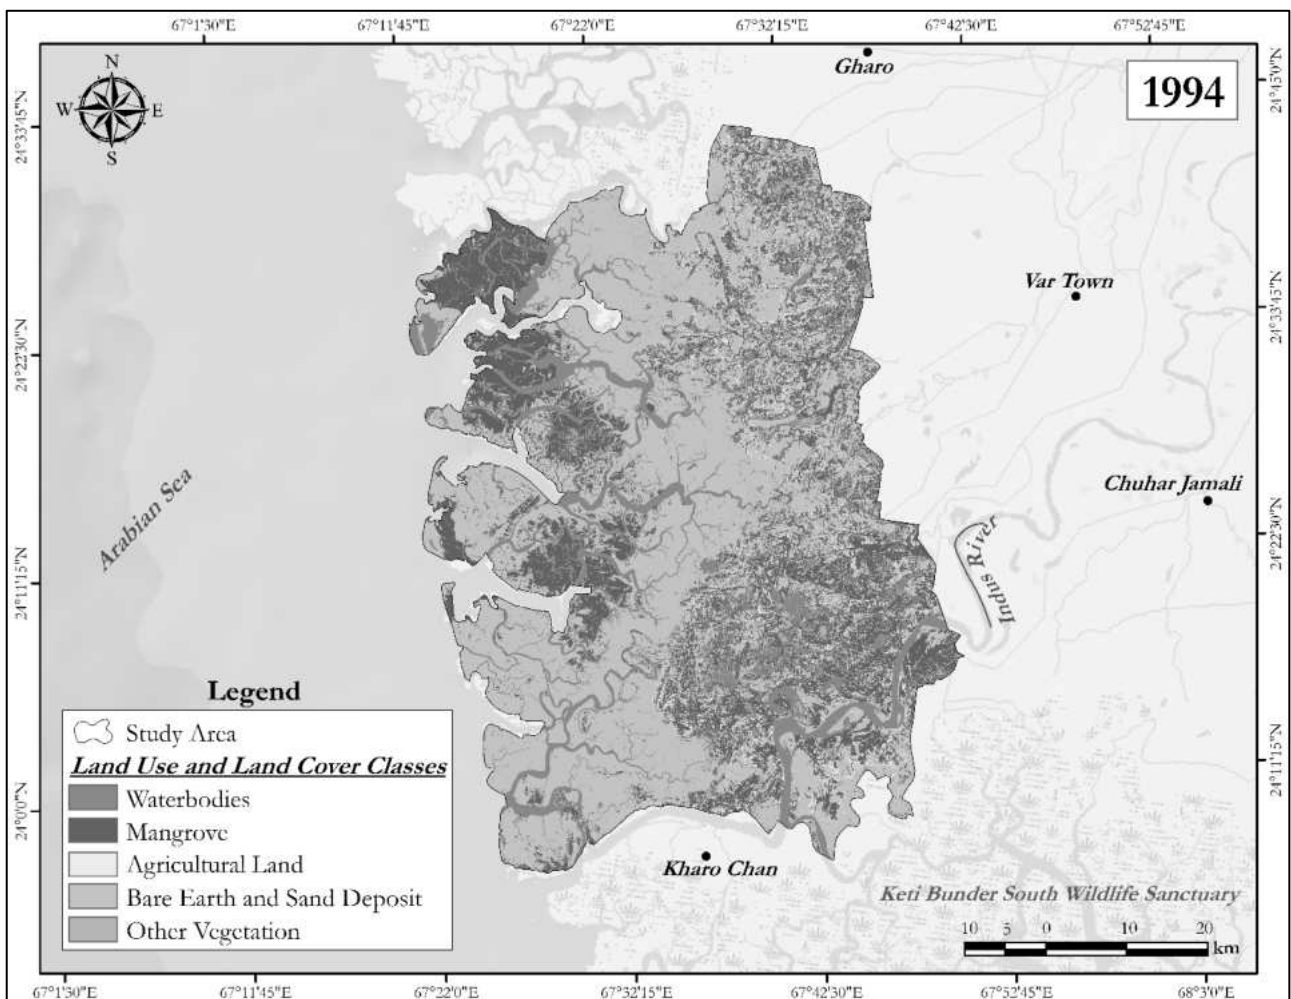 67°1'30"E 67°11'45"E 67°22'0"E 67°32'15"E 67°42'30"E 67°52'45"E
Gharo
1994
N
W E
S
24°33'45"N
24°45'0"N
Var Town
24°33'45"N
24°22'30"N
Arabian Sea
Chuhar Jamali
Indus River
24°22'30"N
24°11'15"N
Legend
Study Area
Land Use and Land Cover Classes
Waterbodies
Mangrove
Agricultural Land
Bare Earth and Sand Deposit
Other Vegetation
24°11'15"N
24°0'0"N
Kharo Chan
Keti Bunder South Wildlife Sanctuary
10 5 0 10 20
km
67°1'30"E 67°11'45"E 67°22'0"E 67°32'15"E 67°42'30"E 67°52'45"E 68°3'0"E